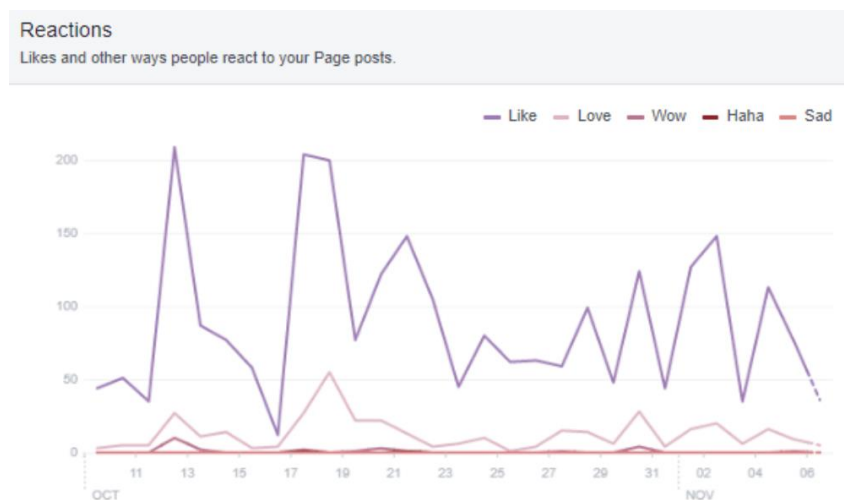 Reactions
Likes and other ways people react to your Page posts.
Like Love Wow Haha Sad
200
150
100
50
0
11 13 15 17 19 21 23 25 27 29 31 02 04 06
OCT NOV